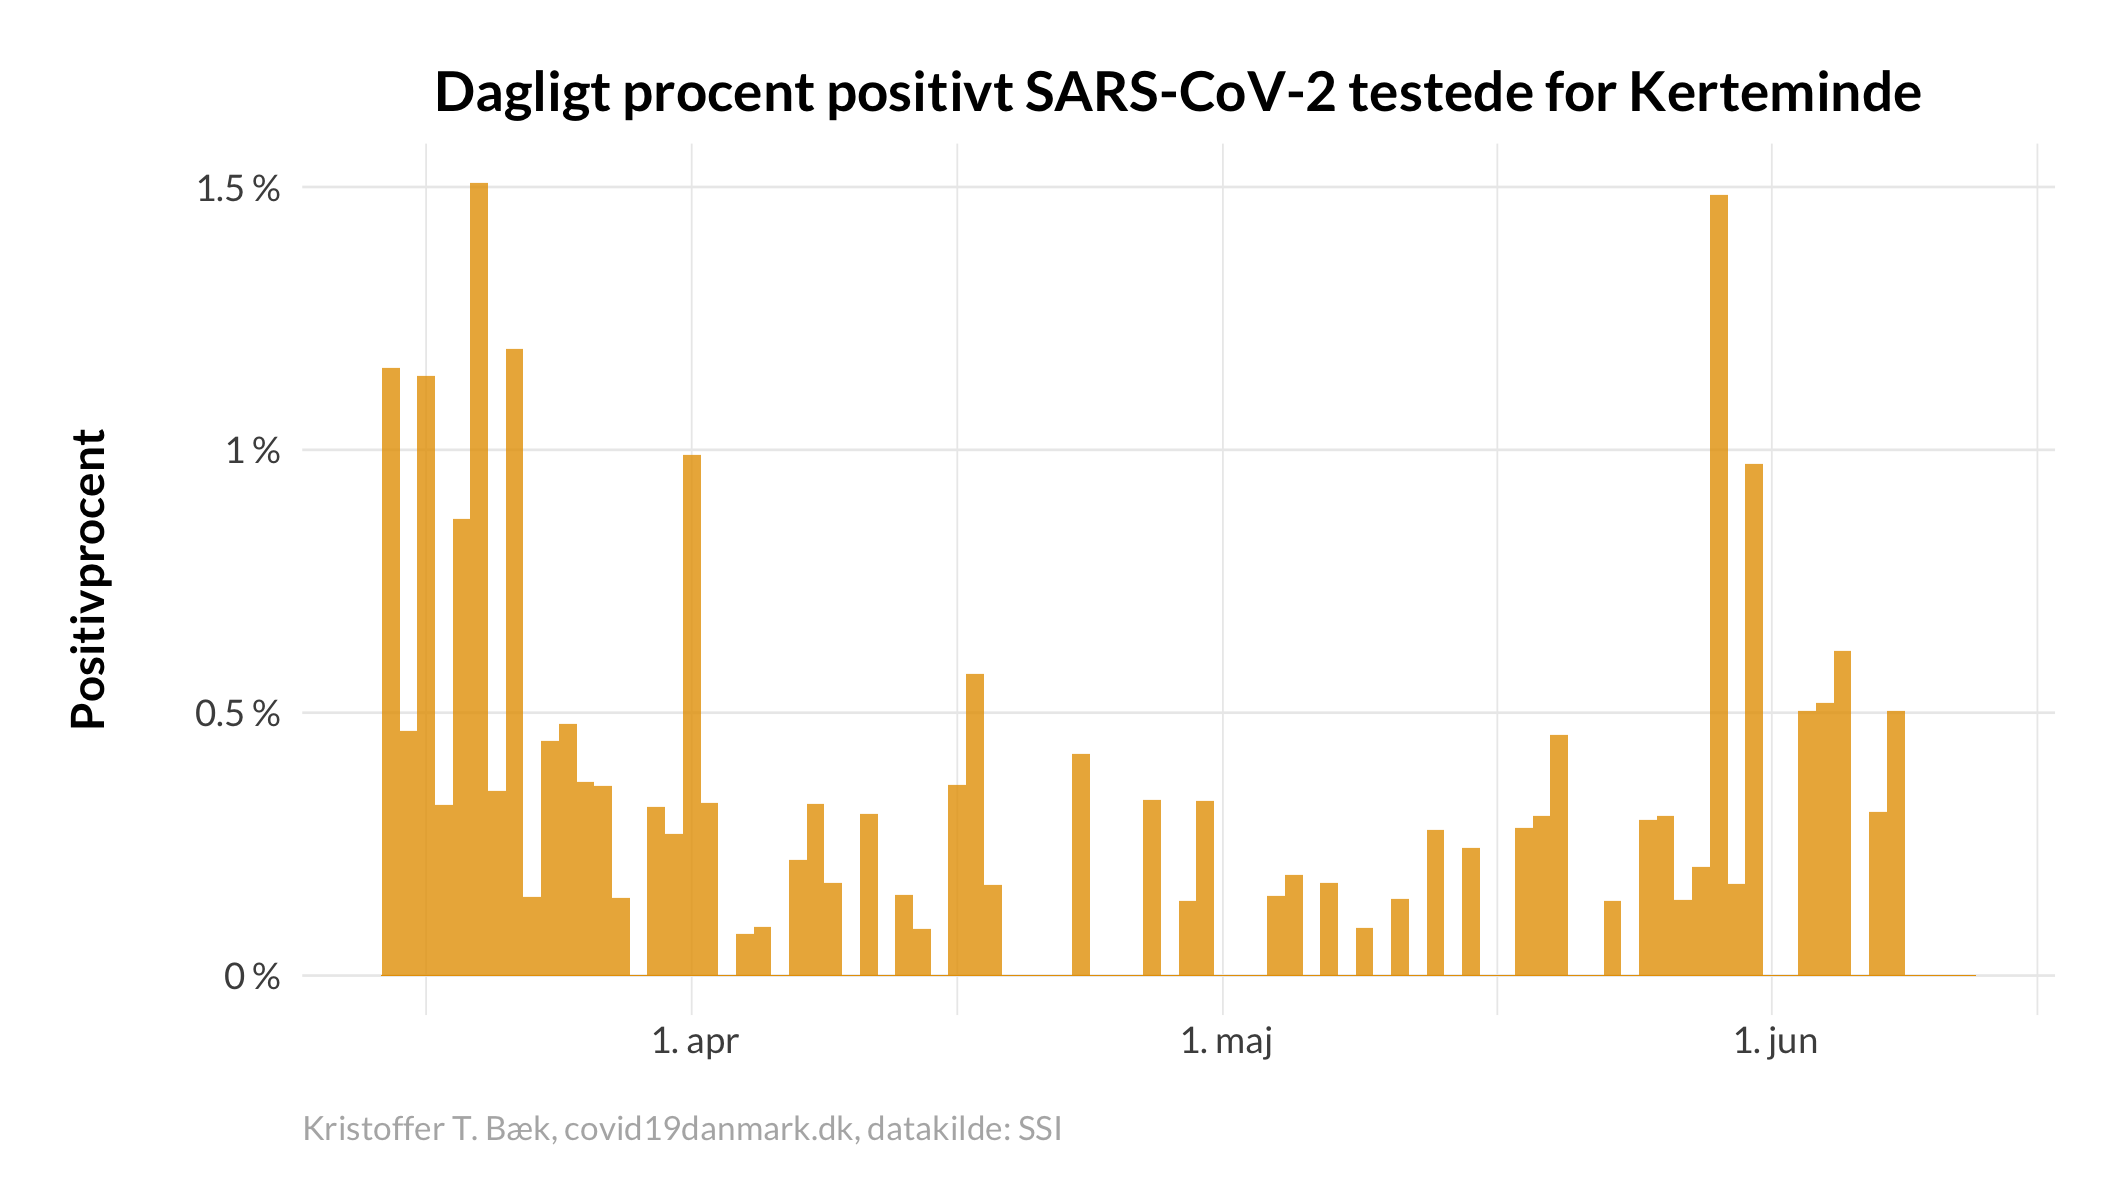 Dagligt procent positivt SARS-CoV-2 testede for Kerteminde
Positivprocent
1.5 %
1 %
0.5 %
0 %
1. apr
1. maj
1. jun
Kristoffer T. Bæk, covid19danmark.dk, datakilde: SSI